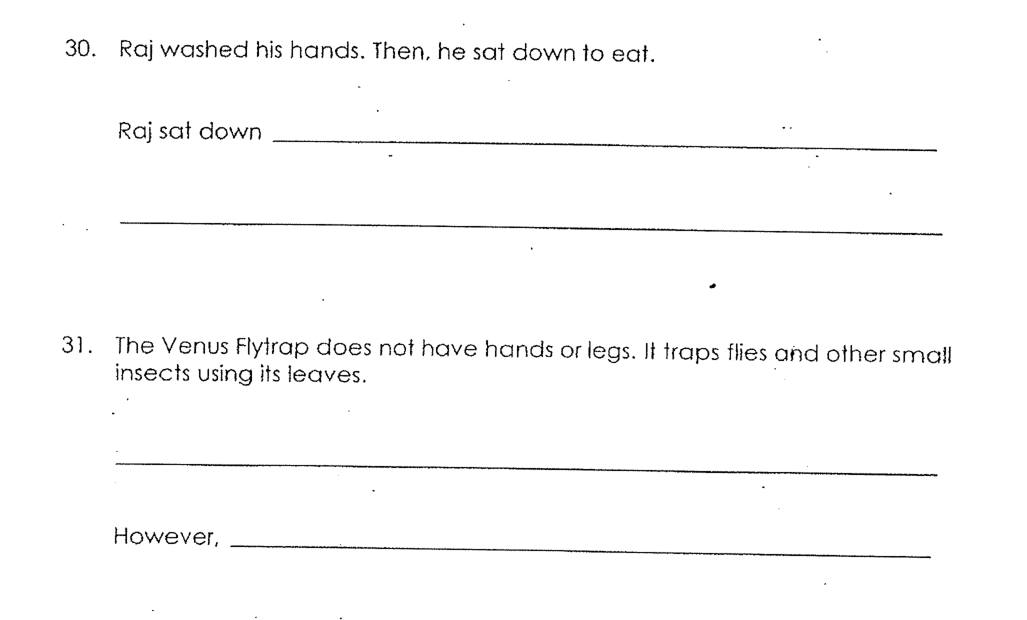 30. Raj washed his hands. Then, he sat down to eat.
Raj sat down
31. The Venus Flytrap does not have hands or legs. It traps flies and other small
insects using its leaves.
However,